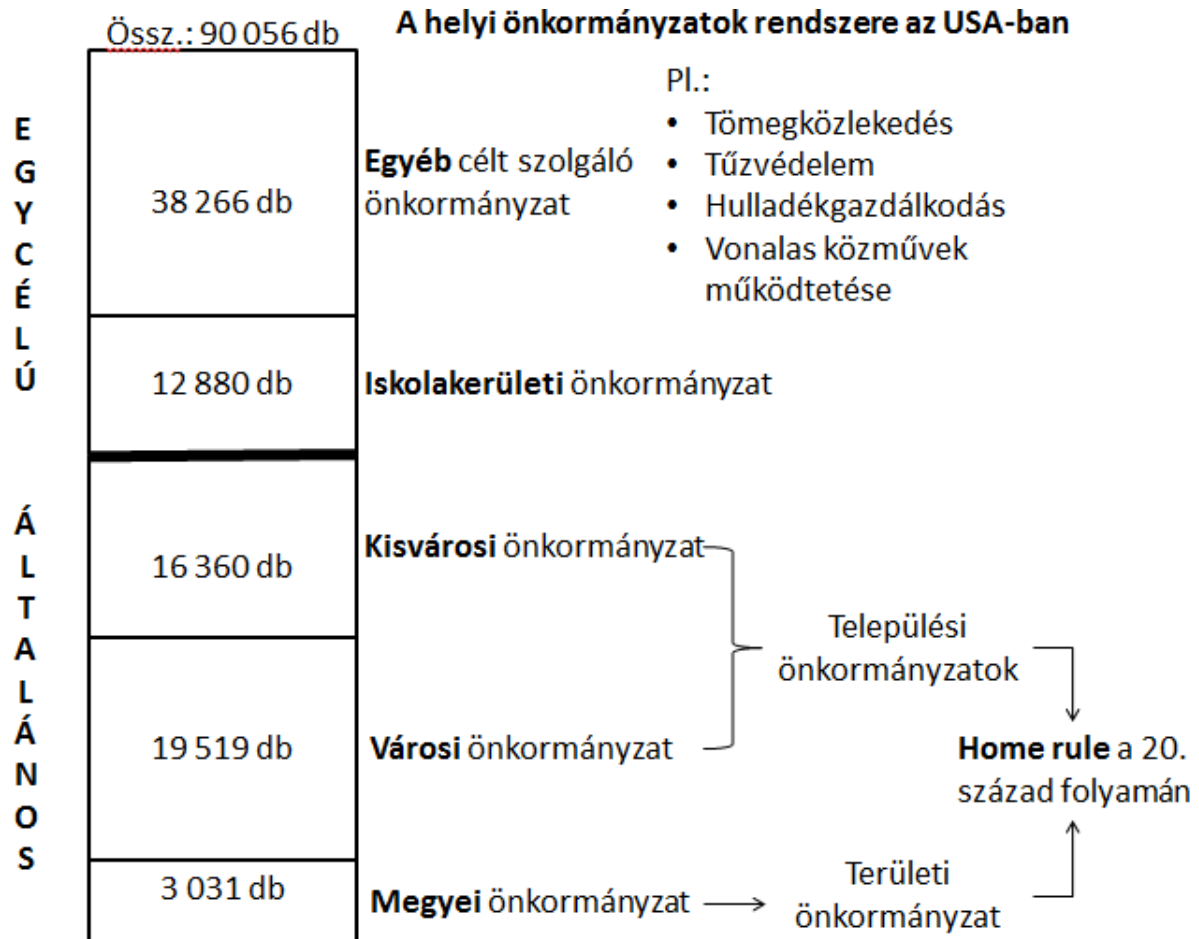 Össz.: 90 056 db
A helyi önkormányzatok rendszere az USA-ban
EGYCÉLÚ
38 266 db
Egyéb célt szolgáló
önkormányzat
Pl.:
• Tömegközlekedés
• Tűzvédelem
• Hulladékgazdálkodás
• Vonalas közművek
működtetése
12 880 db
Iskolakerületi önkormányzat
ÁLTALÁNOS
16 360 db
Kisvárosi önkormányzat
19 519 db
Városi önkormányzat
Települési
önkormányzatok
Home rule a 20.
század folyamán
3 031 db
Megyei önkormányzat
Területi
önkormányzat